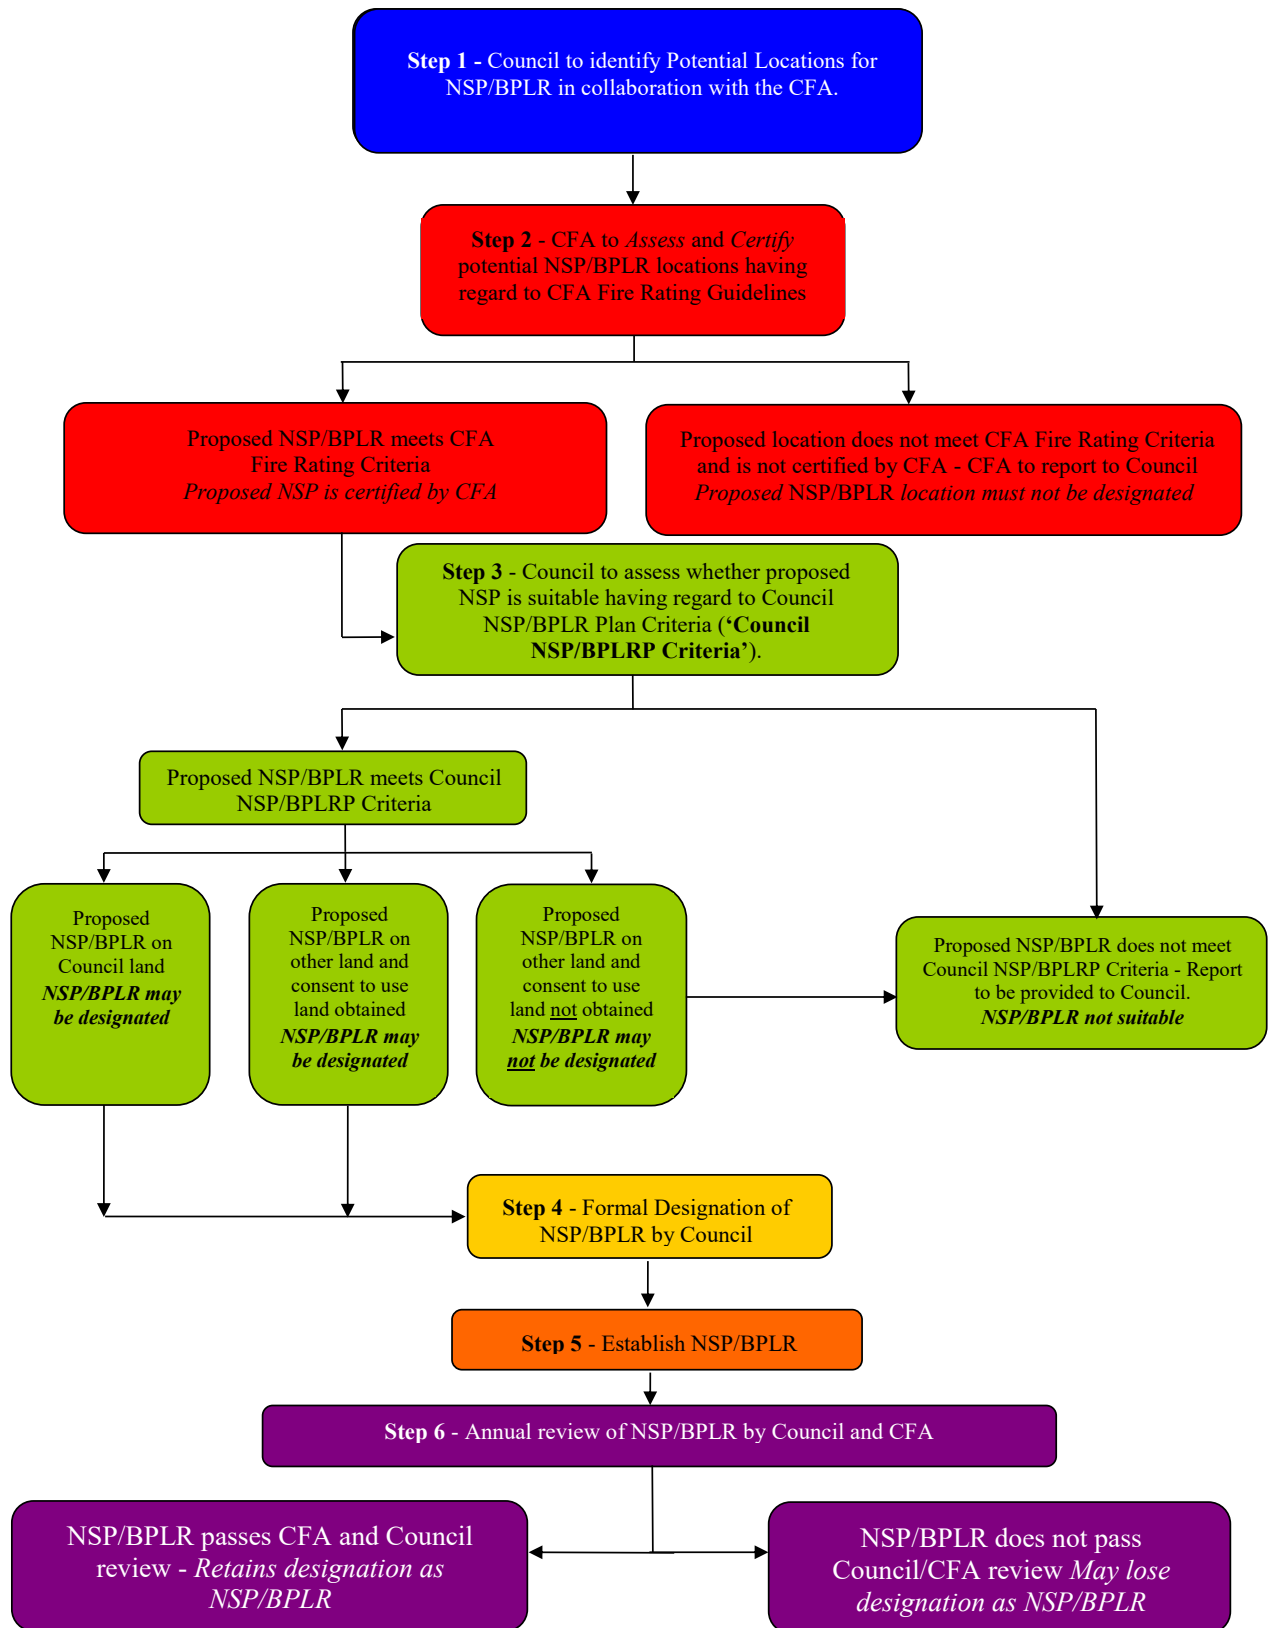 Step 1 - Council to identify Potential Locations for
NSP/BPLR in collaboration with the CFA.
Step 2 - CFA to Assess and Certify
potential NSP/BPLR locations having
regard to CFA Fire Rating Guidelines
Proposed NSP/BPLR meets CFA
Fire Rating Criteria
Proposed NSP is certified by CFA
Proposed location does not meet CFA Fire Rating Criteria
and is not certified by CFA - CFA to report to Council
Proposed NSP/BPLR location must not be designated
Step 3 - Council to assess whether proposed
NSP is suitable having regard to Council
NSP/BPLR Plan Criteria (‘Council
NSP/BPLRP Criteria’).
Proposed NSP/BPLR meets Council
NSP/BPLRP Criteria
Proposed
NSP/BPLR on
Council land
NSP/BPLR may
be designated
Proposed
NSP/BPLR on
other land and
consent to use
land obtained
NSP/BPLR may
be designated
Proposed
NSP/BPLR on
other land and
consent to use
land not obtained
NSP/BPLR may
not be designated
Proposed NSP/BPLR does not meet
Council NSP/BPLRP Criteria - Report
to be provided to Council.
NSP/BPLR not suitable
Step 4 - Formal Designation of
NSP/BPLR by Council
Step 5 - Establish NSP/BPLR
Step 6 - Annual review of NSP/BPLR by Council and CFA
NSP/BPLR passes CFA and Council
review - Retains designation as
NSP/BPLR
NSP/BPLR does not pass
Council/CFA review May lose
designation as NSP/BPLR